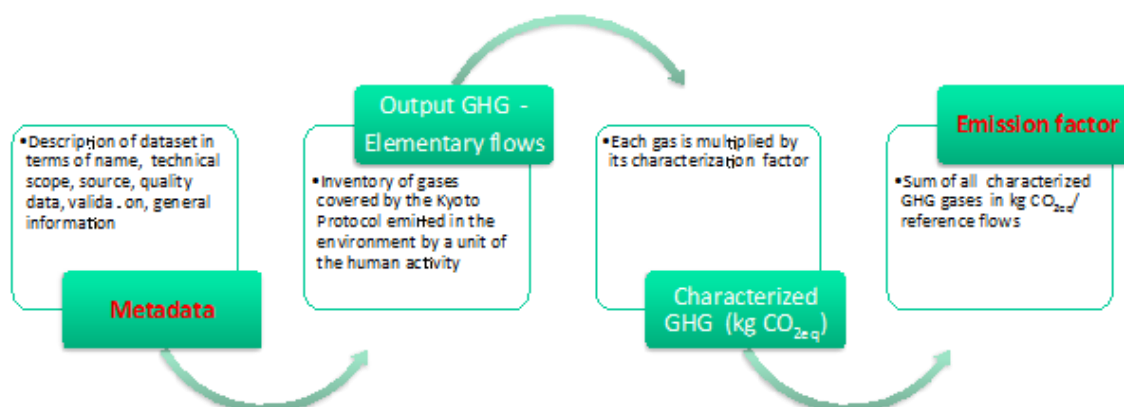 •Description of dataset in
terms of name, technical
scope, source, quality
data, valida.on, general
information
Metadata
Output GHG -
Elementary flows
•Inventory of gases
covered by the Kyoto
Protocol emitted in the
environment by a unit of
the human activity
•Each gas is multiplied by
its characterization factor
Characterized
GHG (kg CO2eq)
Emission factor
•Sum of all characterized
GHG gases in kg CO2eq/
reference flows